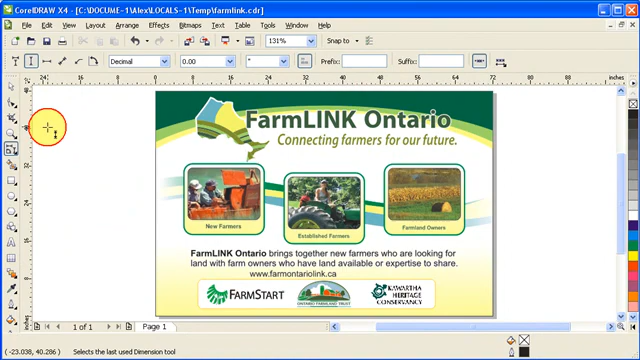 CorelDRAW X4 - [C:\DOCUME~1\Alex\LOCALS~1\Temp\farmlink.cdr]
File Edit View Layout Arrange Effects Bitmaps Text Table Tools Window Help
131% Snap to
Decimal 0.00 " Prefix: Suffix:
inches
FarmLINK Ontario
Connecting farmers for our future.
New Farmers
Established Farmers
Farmland Owners
FarmLINK Ontario brings together new farmers who are looking for
land with farm owners who have land available or expertise to share.
www.farmontariolink.ca
FARMSTART
ONTARIO FARMLAND TRUST
KAWARTHA
HERITAGE
CONSERVANCY
1 of 1 Page 1
(-23.038, 40.286) Selects the last used Dimension tool